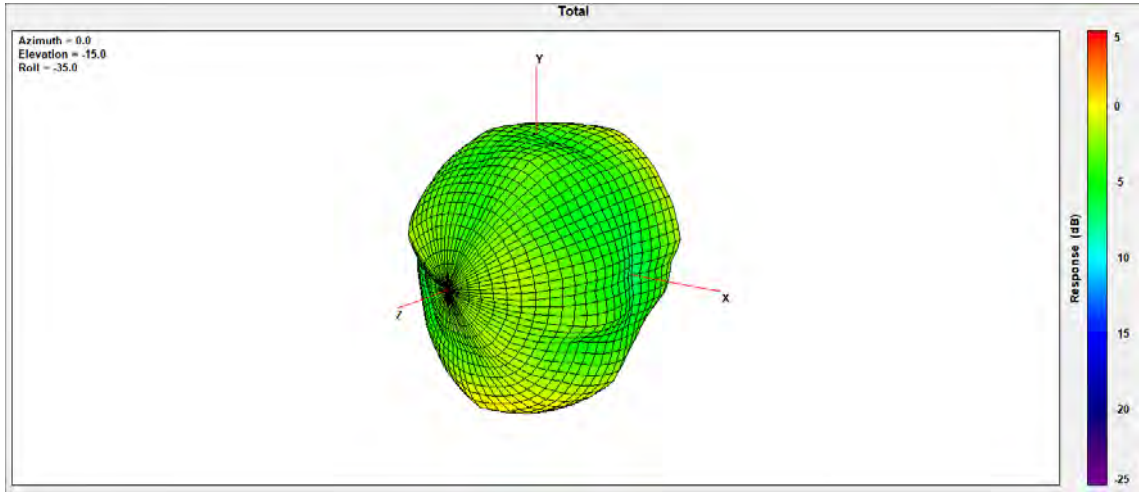 Total
Azimuth = 0.0
Elevation = -15.0
Roll = -35.0
Y
X
Z
5
0
5
10
15
20
-25
Response (dB)